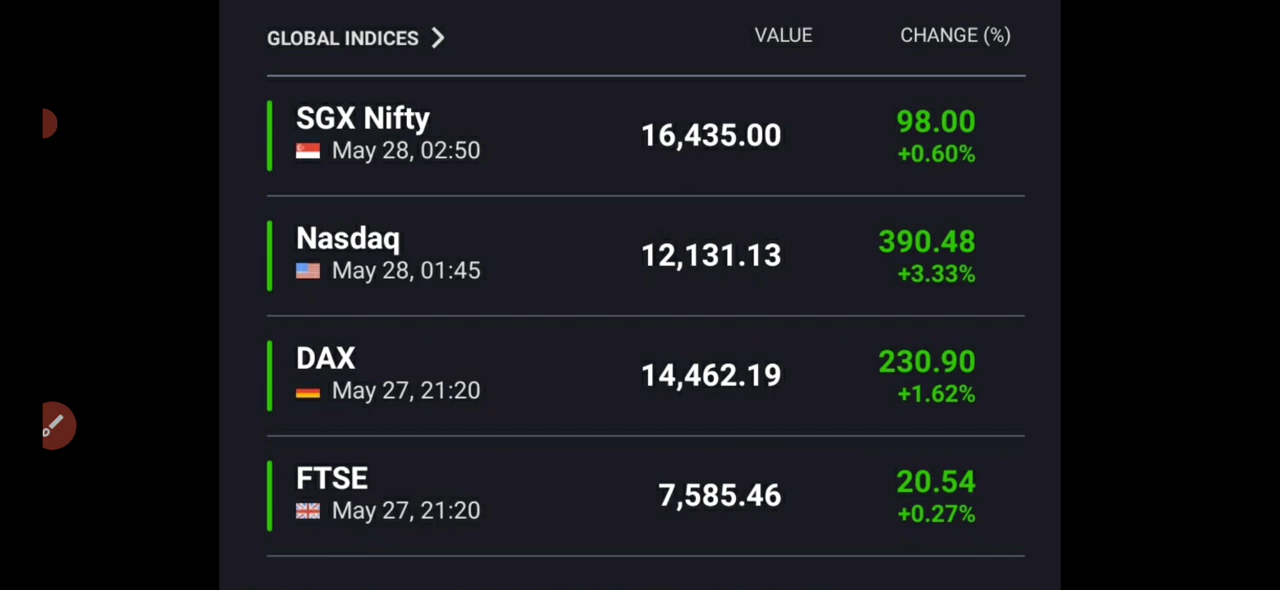 GLOBAL INDICES VALUE CHANGE (%)
SGX Nifty 16,435.00 98.00
May 28, 02:50 +0.60%
Nasdaq 12,131.13 390.48
May 28, 01:45 +3.33%
DAX 14,462.19 230.90
May 27, 21:20 +1.62%
FTSE 7,585.46 20.54
May 27, 21:20 +0.27%